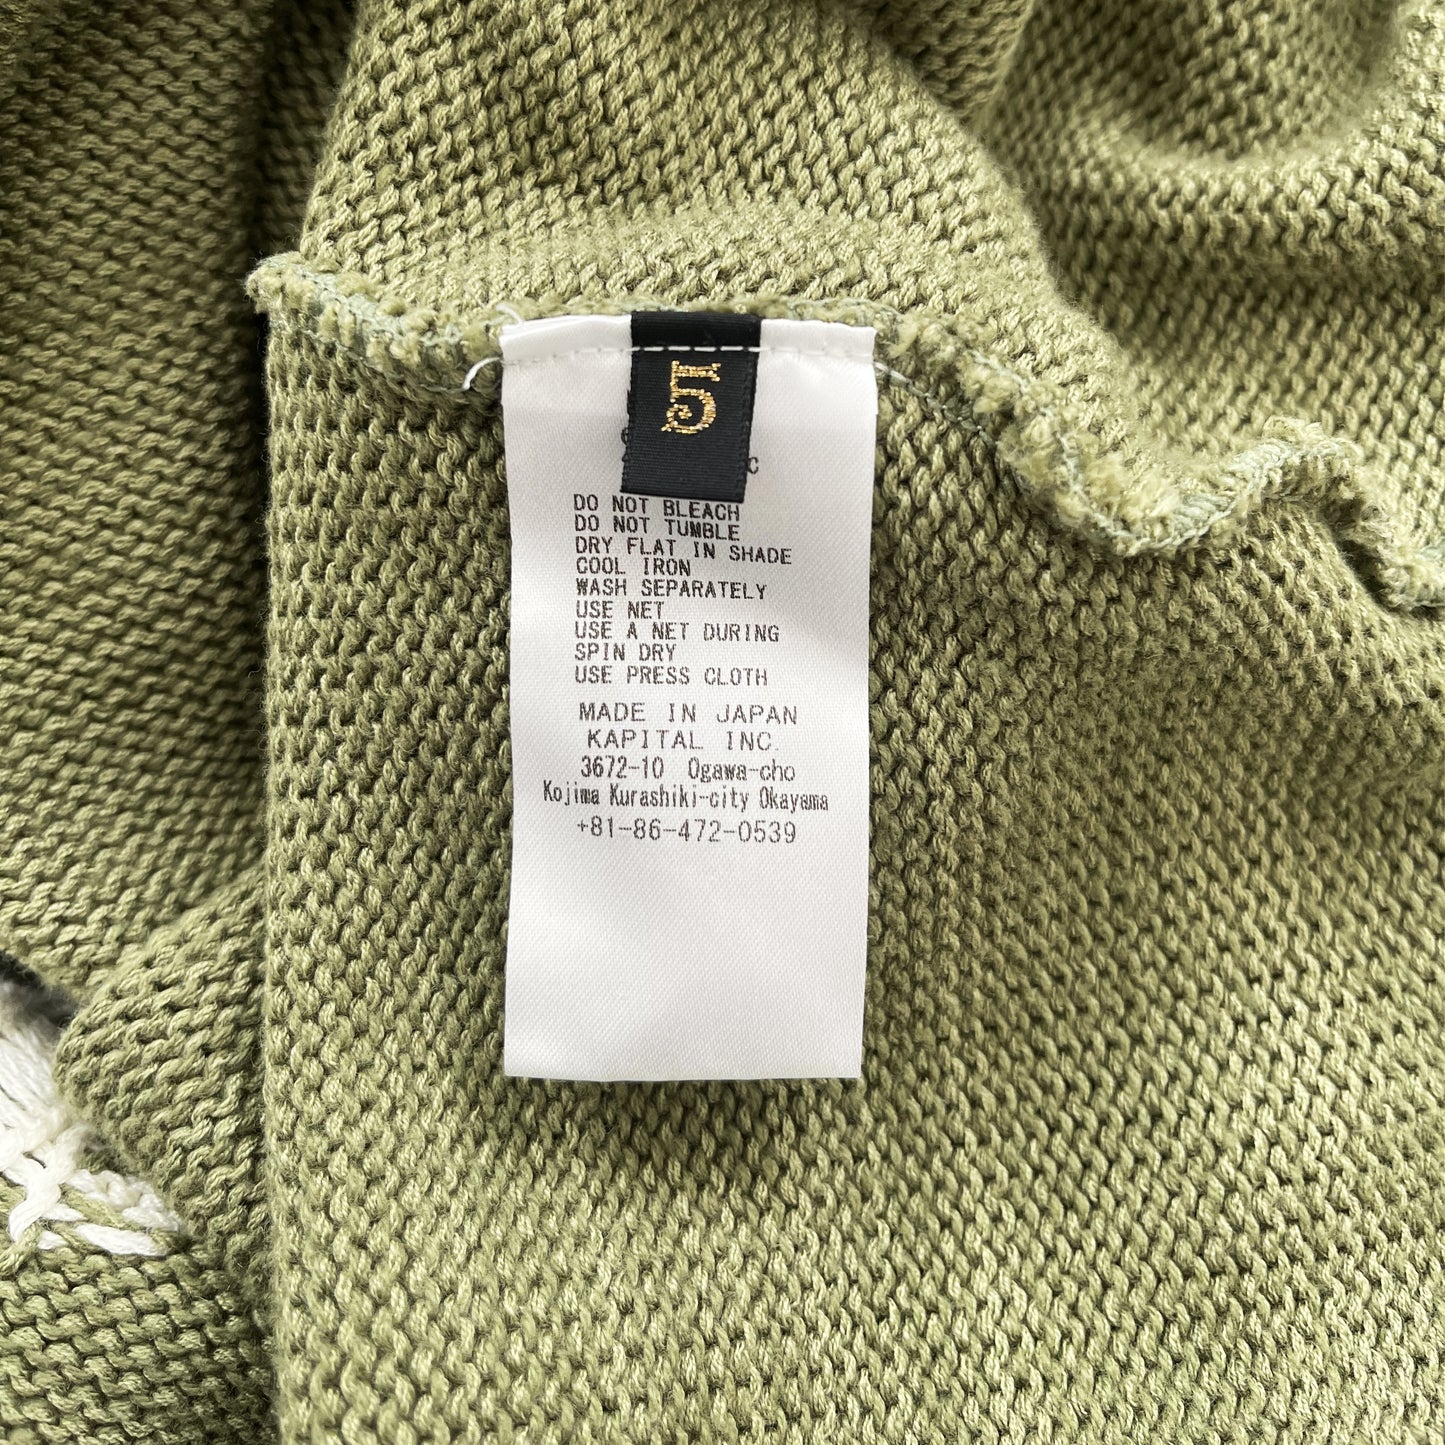 5
C
DO NOT BLEACH
DO NOT TUMBLE
DRY FLAT IN SHADE
COOL IRON
WASH SEPARATELY
USE NET
USE A NET DURING
SPIN DRY
USE PRESS CLOTH
MADE IN JAPAN
KAPITAL INC.
3672-10 Ogawa-cho
Kojima Kurashiki-city Okayama
+81-86-472-0539